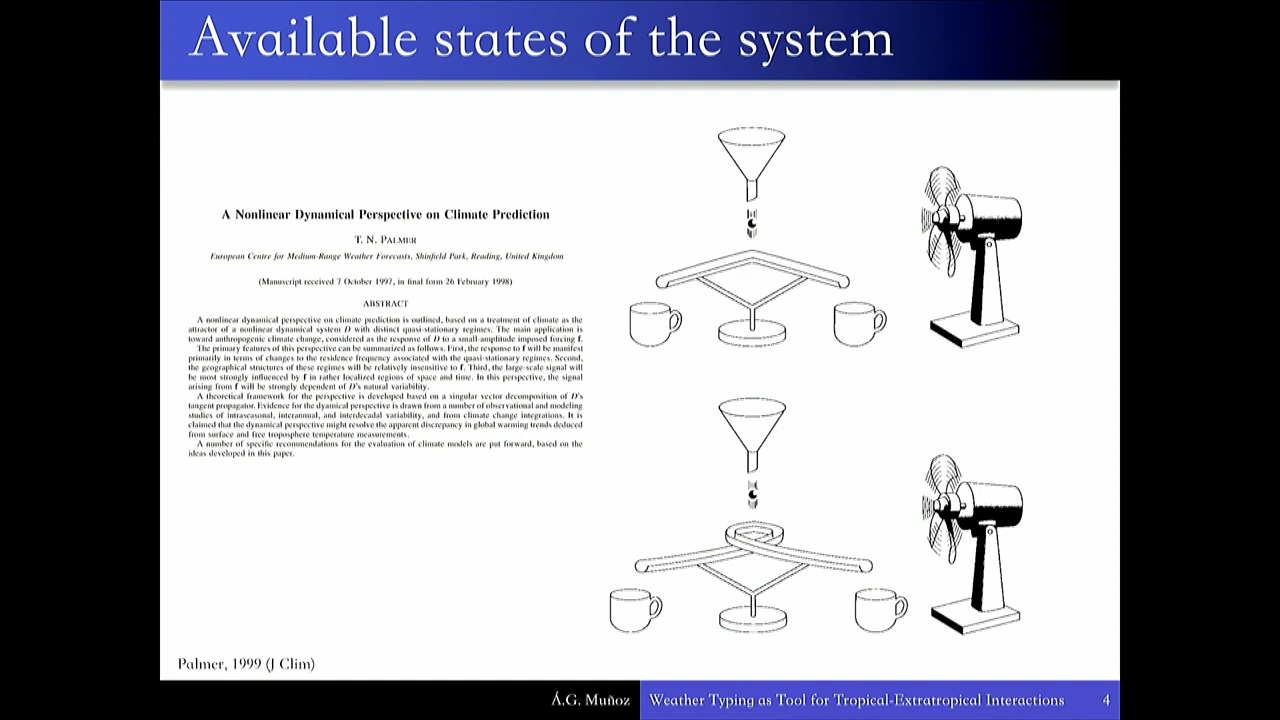 Available states of the system
A Nonlinear Dynamical Perspective on Climate Prediction
T. N. PALMER
European Centre for Medium-Range Weather Forecasts, Shinfield Park, Reading, United Kingdom
(Manuscript received 7 October 1997, in final form 26 February 1998)
ABSTRACT
A nonlinear dynamical perspective on climate prediction is outlined, based on a treatment of climate as the
attractor of a nonlinear dynamical system D with distinct quasi-stationary regimes. The main application is
toward anthropogenic climate change, considered as the response of D to a small-amplitude imposed forcing f.
The primary features of this perspective can be summarized as follows. First, the response to f will be manifest
primarily in terms of changes to the residence frequency associated with the quasi-stationary regimes. Second,
the geographical structures of these regimes will be relatively insensitive to f. Third, the large-scale signal will
be most strongly influenced by f in rather localized regions of space and time. In this perspective, the signal
arising from f will be strongly dependent of D's natural variability.
A theoretical framework for the perspective is developed based on a singular vector decomposition of D's
tangent propagator. Evidence for the dyamical perspective is drawn from a number of observational and modeling
studies of intraseasonal, interannual, and interdecadal variability, and from climate change integrations. It is
claimed that the dynamical perspective might resolve the apparent discrepancy in global warming trends deduced
from surface and free troposphere temperature measurements.
A number of specific recommendations for the evaluation of climate models are put forward, based on the
ideas developed in this paper.
Palmer, 1999 (J Clim)
Á.G. Muñoz Weather Typing as Tool for Tropical-Extratropical Interactions 4